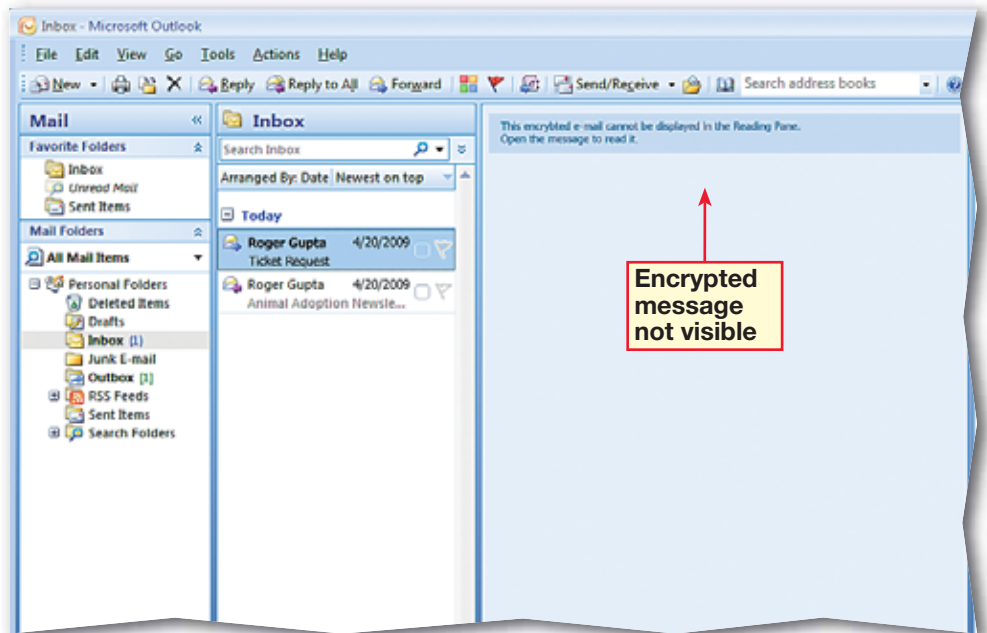 Inbox - Microsoft Outlook
File Edit View Go Tools Actions Help
New Reply Reply to All Forward Send/Receive Search address books
Mail
Favorite Folders
Inbox
Unread Mail
Sent Items
Mail Folders
All Mail Items
Personal Folders
Deleted Items
Drafts
Inbox (1)
Junk E-mail
Outbox [1]
RSS Feeds
Sent Items
Search Folders
Inbox
Search Inbox
Arranged By: Date Newest on top
Today
Roger Gupta 4/20/2009
Ticket Request
Roger Gupta 4/20/2009
Animal Adoption Newsle...
This encrybted e-mail cannot be displayed in the Reading Pane.
Open the message to read it.
Encrypted
message
not visible